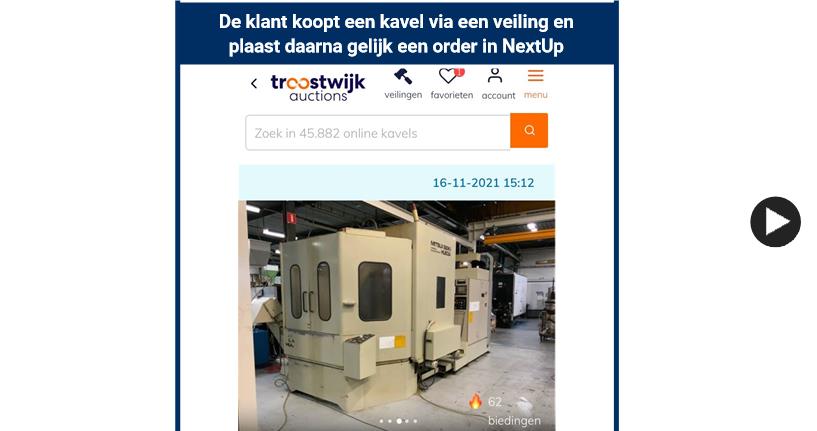 De klant koopt een kavel via een veiling en
plaast daarna gelijk een order in NextUp
troostwijk
auctions
veilingen
favorieten
account
menu
Zoek in 45.882 online kavels
16-11-2021 15:12
62
biedingen